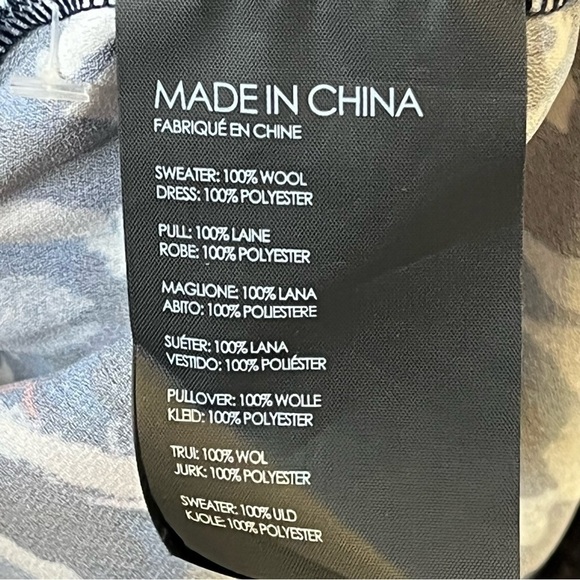 MADE IN CHINA
FABRIQUÉ EN CHINE
SWEATER: 100% WOOL
DRESS: 100% POLYESTER
PULL: 100% LAINE
ROBE: 100% POLYESTER
MAGLIONE: 100% LANA
ABITO: 100% POLIESTERE
SUÉTER: 100% LANA
VESTIDO: 100% POLIÉSTER
PULLOVER: 100% WOLLE
KLEID: 100% POLYESTER
TRUI: 100% WOL
JURK: 100% POLYESTER
SWEATER: 100% ULD
KJOLE: 100% POLYESTER